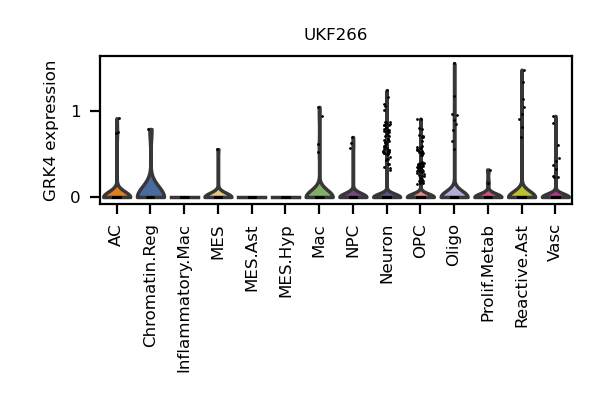 UKF266
GRK4 expression
1
0
AC
Chromatin.Reg
Inflammatory.Mac
MES
MES.Ast
MES.Hyp
Mac
NPC
Neuron
OPC
Oligo
Prolif.Metab
Reactive.Ast
Vasc